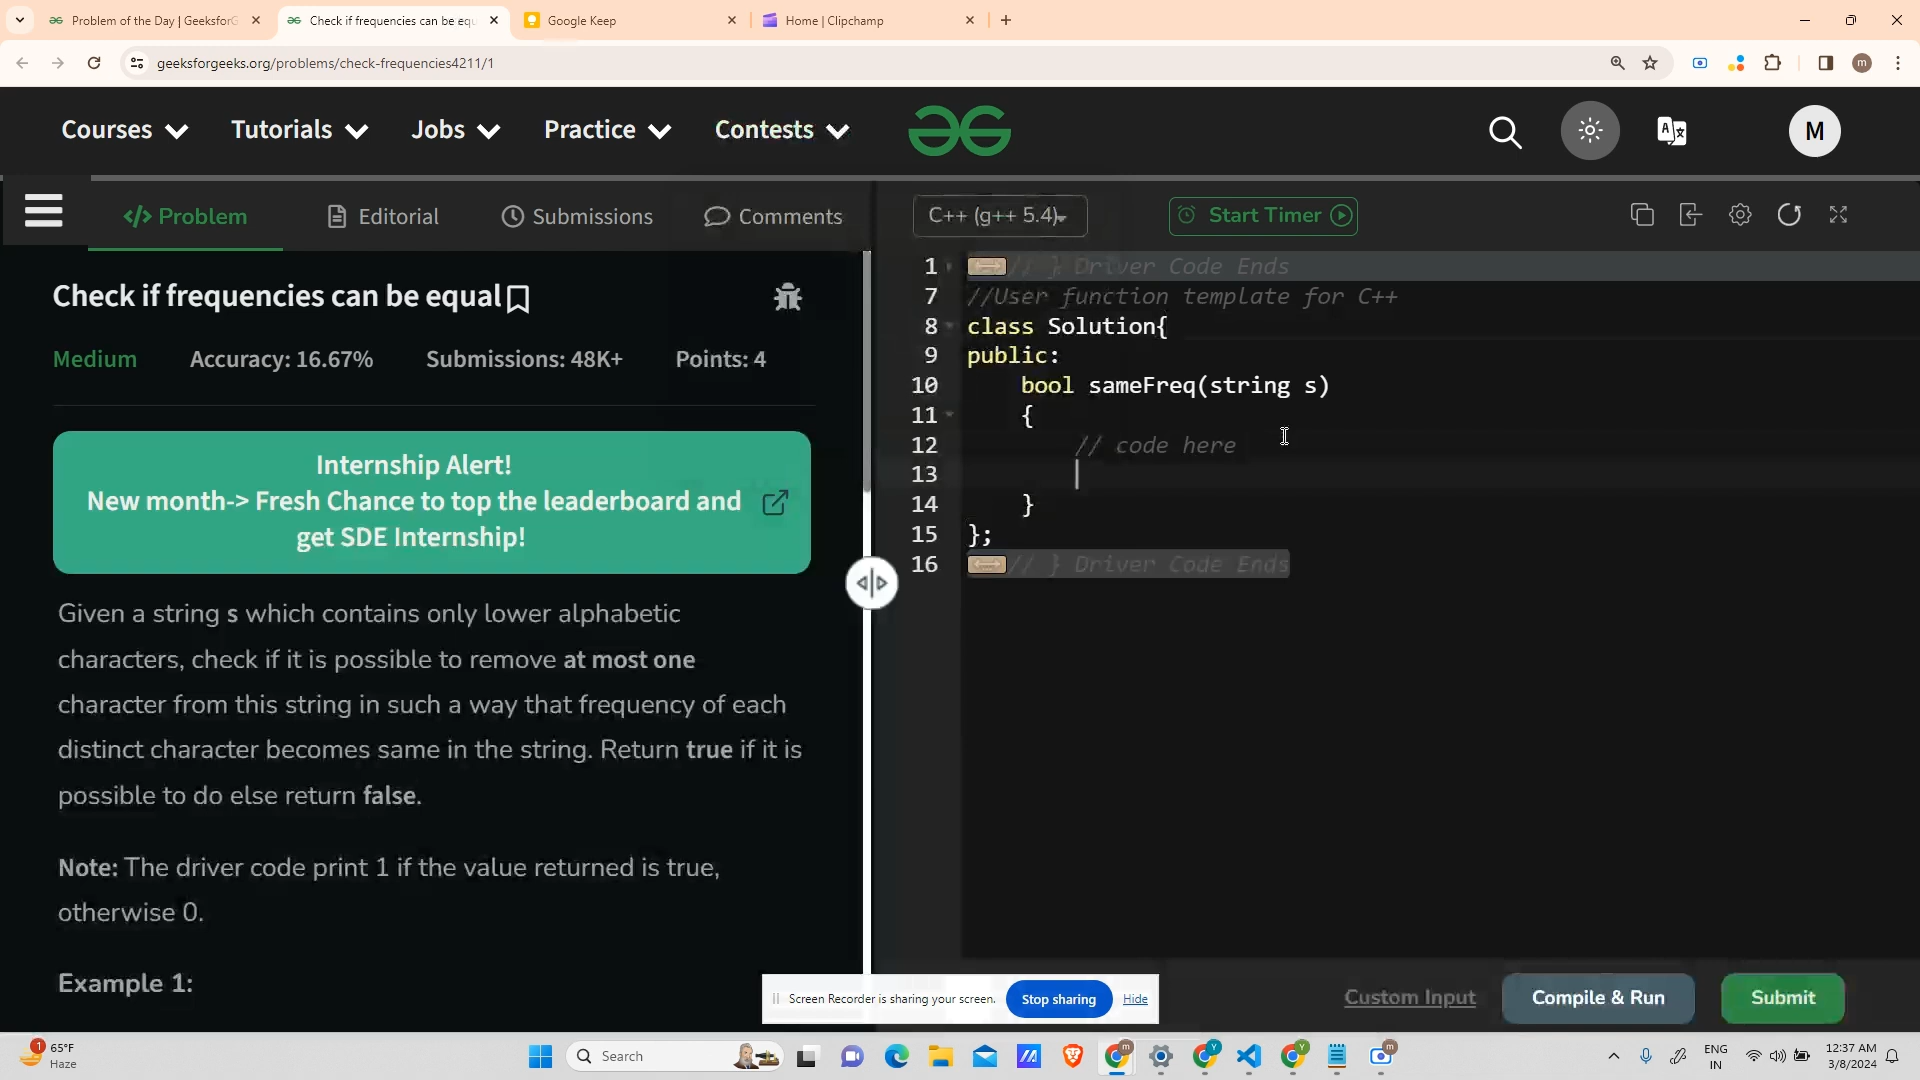 Problem of the Day | GeeksforG
Check if frequencies can be equ
Google Keep
Home | Clipchamp
geeksforgeeks.org/problems/check-frequencies4211/1
m
Courses
Tutorials
Jobs
Practice
Contests
M
Problem
Editorial
Submissions
Comments
C++ (g++ 5.4)
Start Timer
Check if frequencies can be equal
Medium
Accuracy: 16.67%
Submissions: 48K+
Points: 4
Internship Alert!
New month-> Fresh Chance to top the leaderboard and
get SDE Internship!
Given a string s which contains only lower alphabetic
characters, check if it is possible to remove at most one
character from this string in such a way that frequency of each
distinct character becomes same in the string. Return true if it is
possible to do else return false.
Note: The driver code print 1 if the value returned is true,
otherwise 0.
Example 1:
1 // } Driver Code Ends
7 //User function template for C++
8 class Solution{
9 public:
10 bool sameFreq(string s)
11 {
12 // code here
13
14 }
15 };
16 // } Driver Code Ends
Screen Recorder is sharing your screen.
Stop sharing
Hide
Custom Input
Compile & Run
Submit
1
65°F
Haze
Search
ENG
IN
12:37 AM
3/8/2024